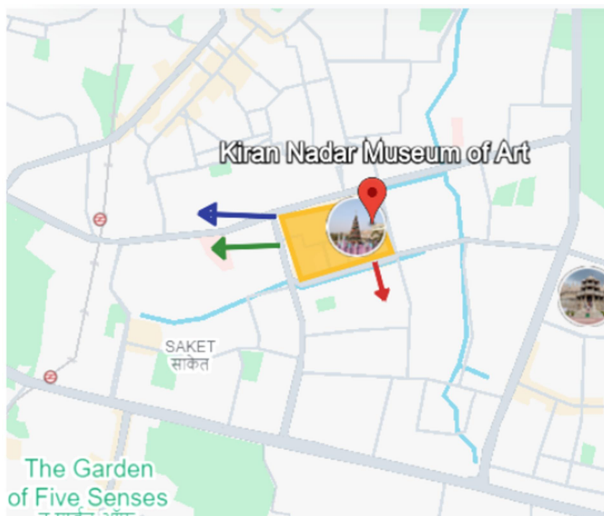 Kiran Nadar Museum of Art
SAKET
साकेत
The Garden
of Five Senses